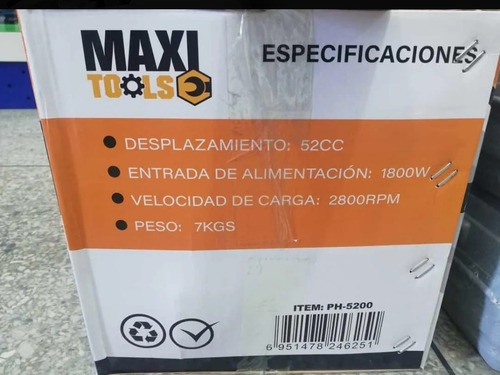 MAXI
TOOLS
ESPECIFICACIONES
• DESPLAZAMIENTO: 52CC
• ENTRADA DE ALIMENTACIÓN: 1800W
• VELOCIDAD DE CARGA: 2800RPM
• PESO: 7KGS
ITEM: PH-5200
6 951478 246251